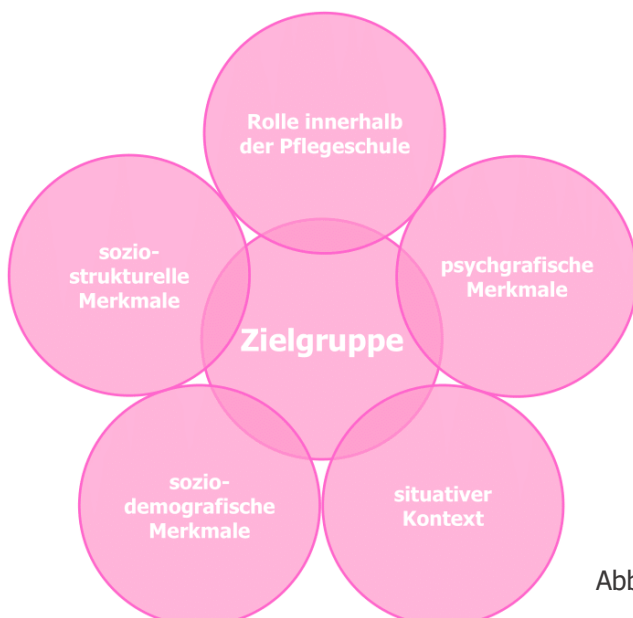 Rolle innerhalb
der Pflegeschule
sozio-
strukturelle
Merkmale
psychgrafische
Merkmale
Zielgruppe
sozio-
demografische
Merkmale
situativer
Kontext
Abb